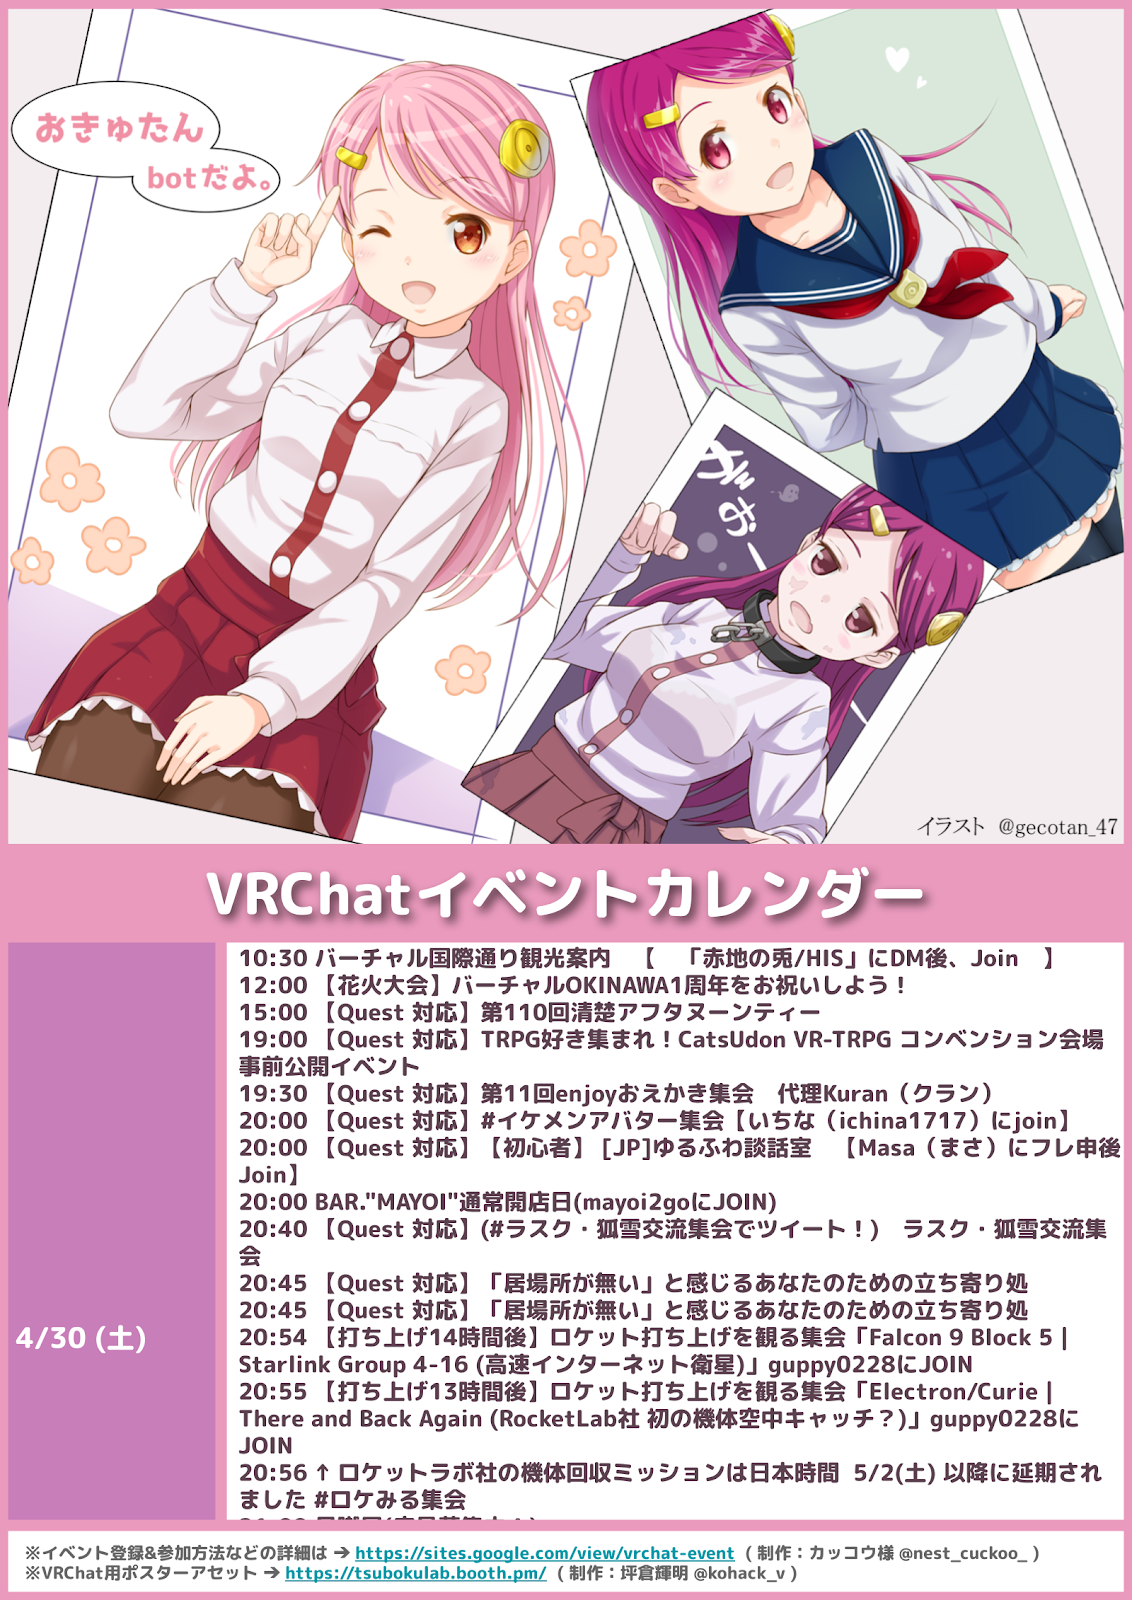 おきゅたん
botだよ。
がおー
イラスト @gecotan_47
VRChatイベントカレンダー
4/30 (土)
10:30 バーチャル国際通り観光案内　【　「赤地の兎/HIS」にDM後、Join　】
12:00 【花火大会】バーチャルOKINAWA1周年をお祝いしよう！
15:00 【Quest 対応】第110回清楚アフタヌーンティー
19:00 【Quest 対応】TRPG好き集まれ！CatsUdon VR-TRPG コンベンション会場
事前公開イベント
19:30 【Quest 対応】第11回enjoyおえかき集会　代理Kuran（クラン）
20:00 【Quest 対応】#イケメンアバター集会【いちな（ichina1717）にjoin】
20:00 【Quest 対応】【初心者】 [JP]ゆるふわ談話室　【Masa（まさ）にフレ申後
Join】
20:00 BAR."MAYOI"通常開店日(mayoi2goにJOIN)
20:40 【Quest 対応】(#ラスク・狐雪交流集会でツイート！)　ラスク・狐雪交流集
会
20:45 【Quest 対応】「居場所が無い」と感じるあなたのための立ち寄り処
20:45 【Quest 対応】「居場所が無い」と感じるあなたのための立ち寄り処
20:54 【打ち上げ14時間後】ロケット打ち上げを観る集会「Falcon 9 Block 5 |
Starlink Group 4-16 (高速インターネット衛星)」guppy0228にJOIN
20:55 【打ち上げ13時間後】ロケット打ち上げを観る集会「Electron/Curie |
There and Back Again (RocketLab社 初の機体空中キャッチ？)」guppy0228に
JOIN
20:56 ↑ ロケットラボ社の機体回収ミッションは日本時間 5/2(土) 以降に延期され
ました #ロケみる集会
※イベント登録&参加方法などの詳細は ➔ https://sites.google.com/view/vrchat-event ( 制作：カッコウ様 @nest_cuckoo_ )
※VRChat用ポスターアセット ➔ https://tsubokulab.booth.pm/ ( 制作：坪倉輝明 @kohack_v )